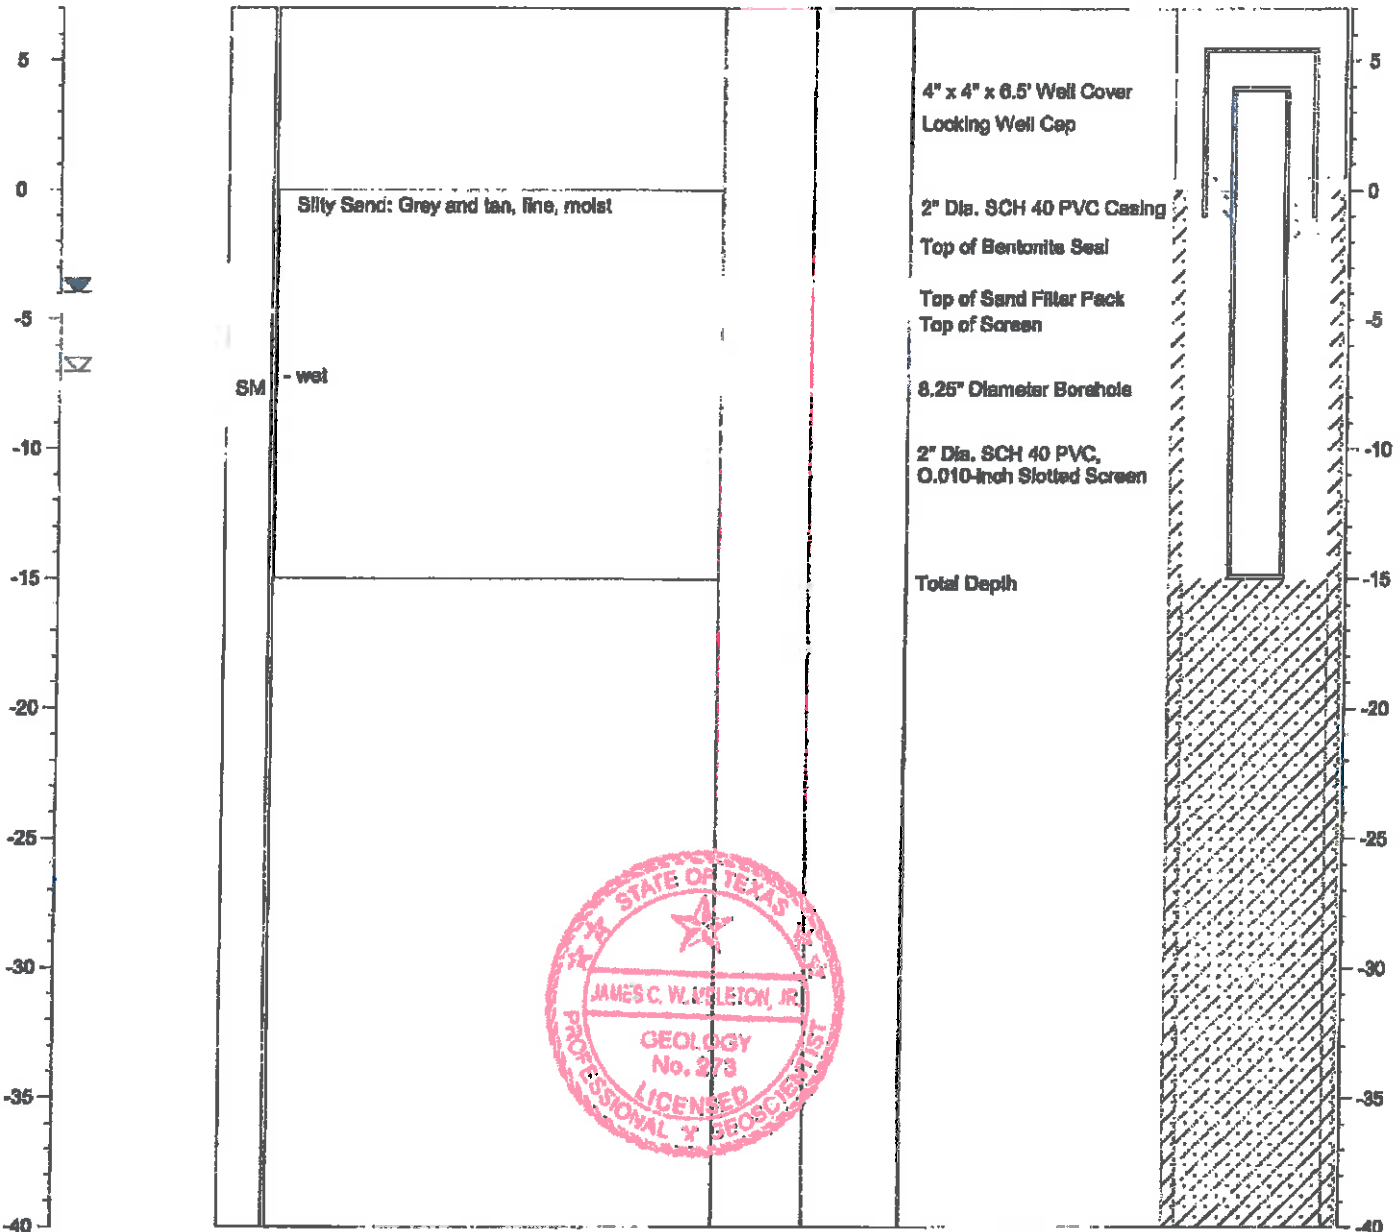 5
5
4" x 4" x 6.5' Well Cover
Locking Well Cap
0
0
Silty Sand: Grey and tan, fine, moist
2" Dia. SCH 40 PVC Casing
Top of Bentonite Seal
Top of Sand Filter Pack
-5
-5
Top of Screen
- wet
SM
8.25" Diameter Borehole
-10
-10
2" Dia. SCH 40 PVC,
0.010-inch Slotted Screen
-15
-15
Total Depth
-20
-20
-25
-25
STATE OF TEXAS
-30
-30
JAMES C. JR
GEOLOGY
No. 273
LICENSED
PROFESSIONAL GEOSCIENTIST
-35
-35
-40
-40